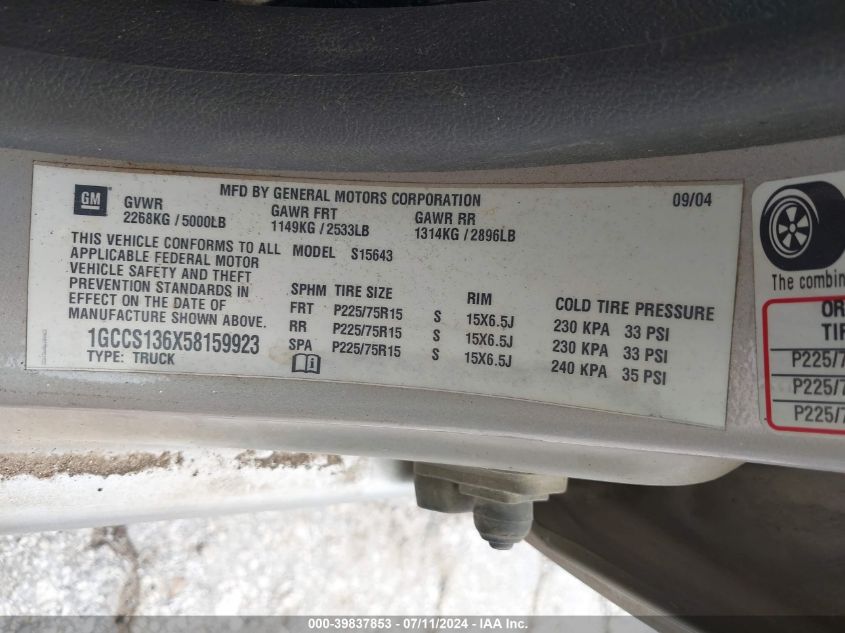 GM
MFD BY GENERAL MOTORS CORPORATION 09/04
GVWR GAWR FRT GAWR RR
2268KG / 5000LB 1149KG / 2533LB 1314KG / 2896LB
THIS VEHICLE CONFORMS TO ALL
APPLICABLE FEDERAL MOTOR
VEHICLE SAFETY AND THEFT
PREVENTION STANDARDS IN
EFFECT ON THE DATE OF
MANUFACTURE SHOWN ABOVE.
1GCCS136X58159923
TYPE: TRUCK
MODEL S15643
SPHM TIRE SIZE RIM COLD TIRE PRESSURE
FRT P225/75R15 S 15X6.5J 230 KPA 33 PSI
RR P225/75R15 S 15X6.5J 230 KPA 33 PSI
SPA P225/75R15 S 15X6.5J 240 KPA 35 PSI
The combin
OR
TIR
P225/7
P225/7
P225/7
000-39837853 / 07/11/2024 - IAA Inc.